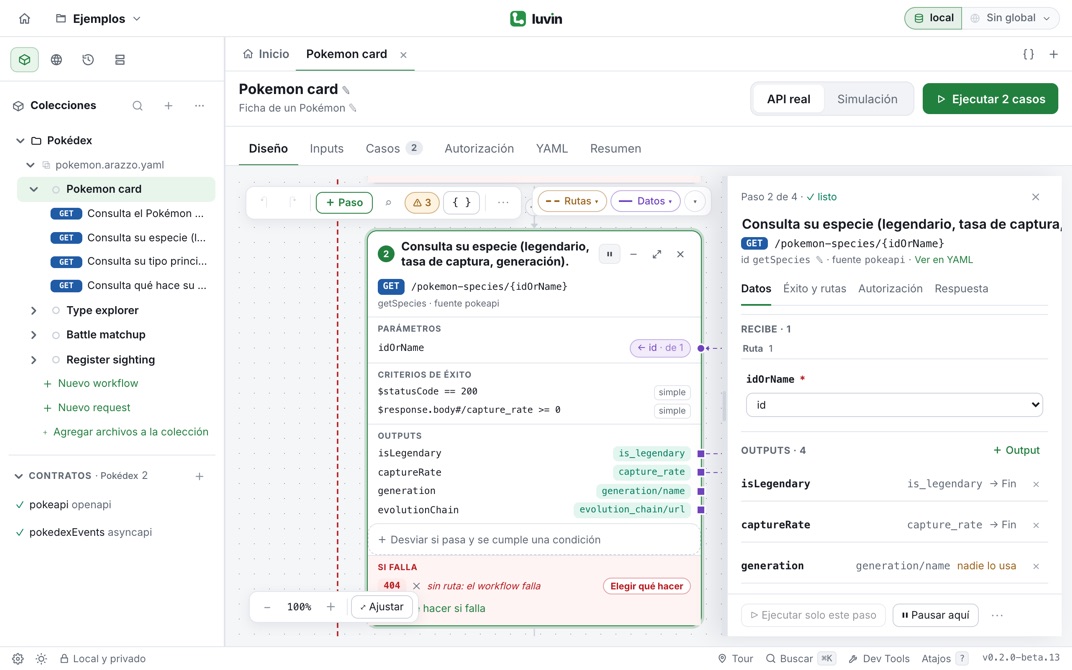 Ejemplos
luvin
local
Sin global
Colecciones
Pokédex
pokemon.arazzo.yaml
Pokemon card
GET Consulta el Pokémon ...
GET Consulta su especie (l...
GET Consulta su tipo princi...
GET Consulta qué hace su ...
Type explorer
Battle matchup
Register sighting
+ Nuevo workflow
+ Nuevo request
+ Agregar archivos a la colección
CONTRATOS · Pokédex 2 +
✓ pokeapi openapi
✓ pokedexEvents asyncapi
Inicio
Pokemon card ×
{ } +
Pokemon card ✎
Ficha de un Pokémon ✎
API real
Simulación
Ejecutar 2 casos
Diseño Inputs Casos 2 Autorización YAML Resumen
+ Paso
⚠ 3
{ }
...
Rutas
Datos
2 Consulta su especie (legendario,
tasa de captura, generación).
GET /pokemon-species/{idOrName}
getSpecies · fuente pokeapi
PARÁMETROS
idOrName ← id · de 1
CRITERIOS DE ÉXITO
$statusCode == 200 simple
$response.body#/capture_rate >= 0 simple
OUTPUTS
isLegendary is_legendary
captureRate capture_rate
generation generation/name
evolutionChain evolution_chain/url
+ Desviar si pasa y se cumple una condición
SI FALLA
404 × sin ruta: el workflow falla Elegir qué hacer
hacer si falla
− 100% + Ajustar
Paso 2 de 4 · ✓ listo ×
Consulta su especie (legendario, tasa de captura,
GET /pokemon-species/{idOrName}
id getSpecies ✎ · fuente pokeapi · Ver en YAML
Datos Éxito y rutas Autorización Respuesta
RECIBE · 1
Ruta 1
idOrName *
id
OUTPUTS · 4 + Output
isLegendary is_legendary → Fin ×
captureRate capture_rate → Fin ×
generation generation/name nadie lo usa ×
Ejecutar solo este paso
Pausar aquí
...
Local y privado
Tour
Buscar ⌘K
Dev Tools
Atajos ?
v0.2.0-beta.13